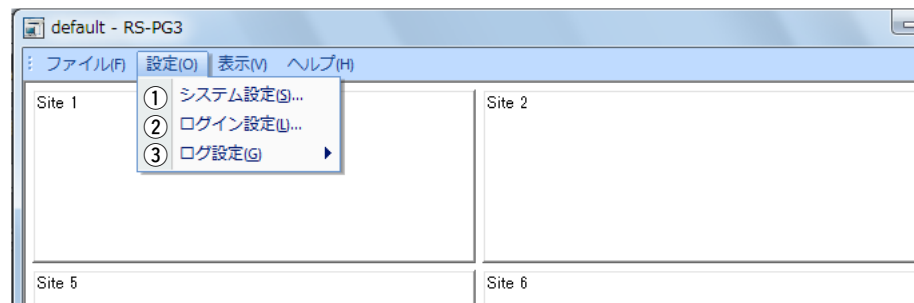 default - RS-PG3
ファイル(F) 設定(O) 表示(V) ヘルプ(H)
Site 1 Site 2
① システム設定(S)...
② ログイン設定(L)...
③ ログ設定(G)
Site 5 Site 6